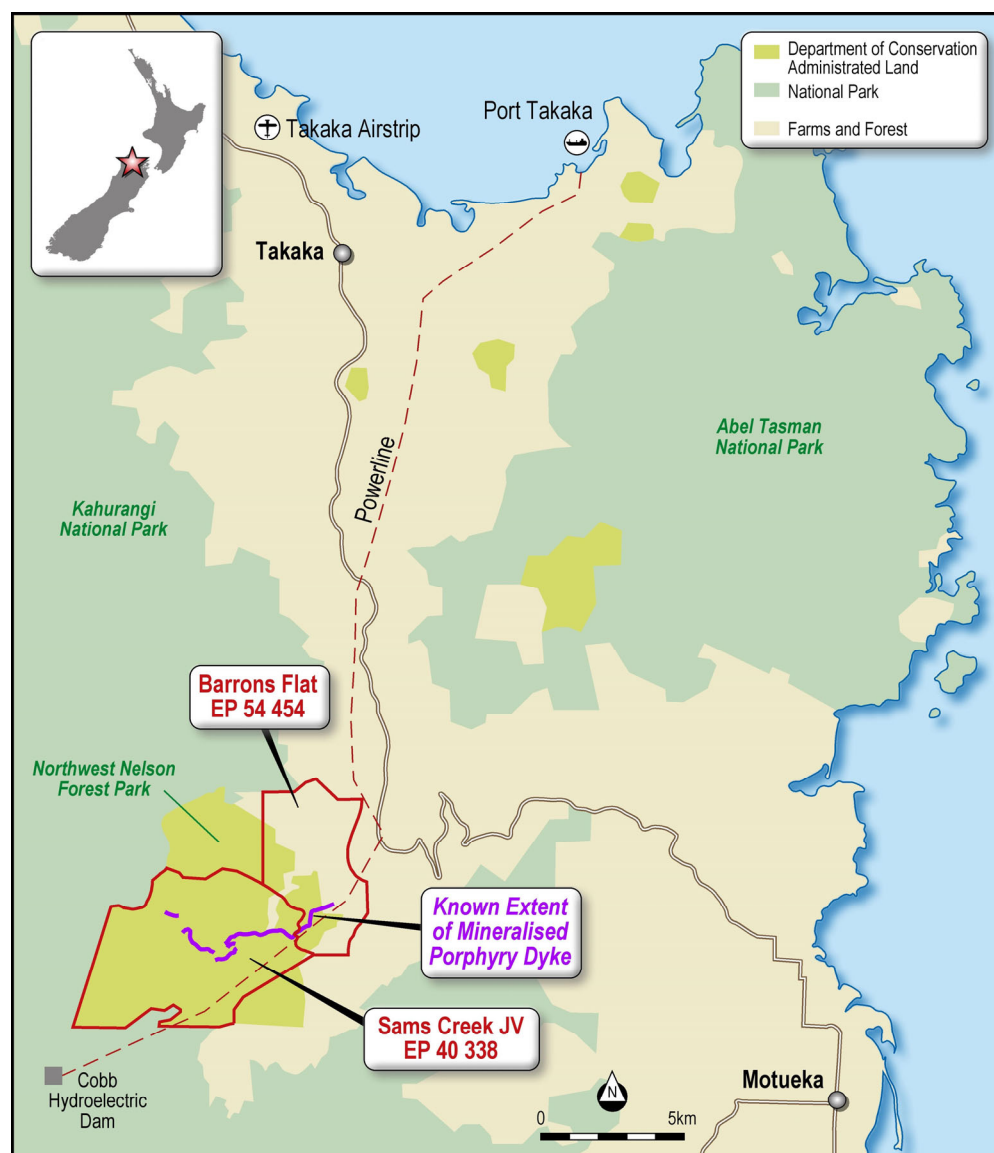 Department of Conservation
Administrated Land
National Park
Farms and Forest
Takaka Airstrip
Port Takaka
Takaka
Powerline
Abel Tasman
National Park
Kahurangi
National Park
Barrons Flat
EP 54 454
Northwest Nelson
Forest Park
Known Extent
of Mineralised
Porphyry Dyke
Sams Creek JV
EP 40 338
Cobb
Hydroelectric
Dam
N
0 5km
Motueka